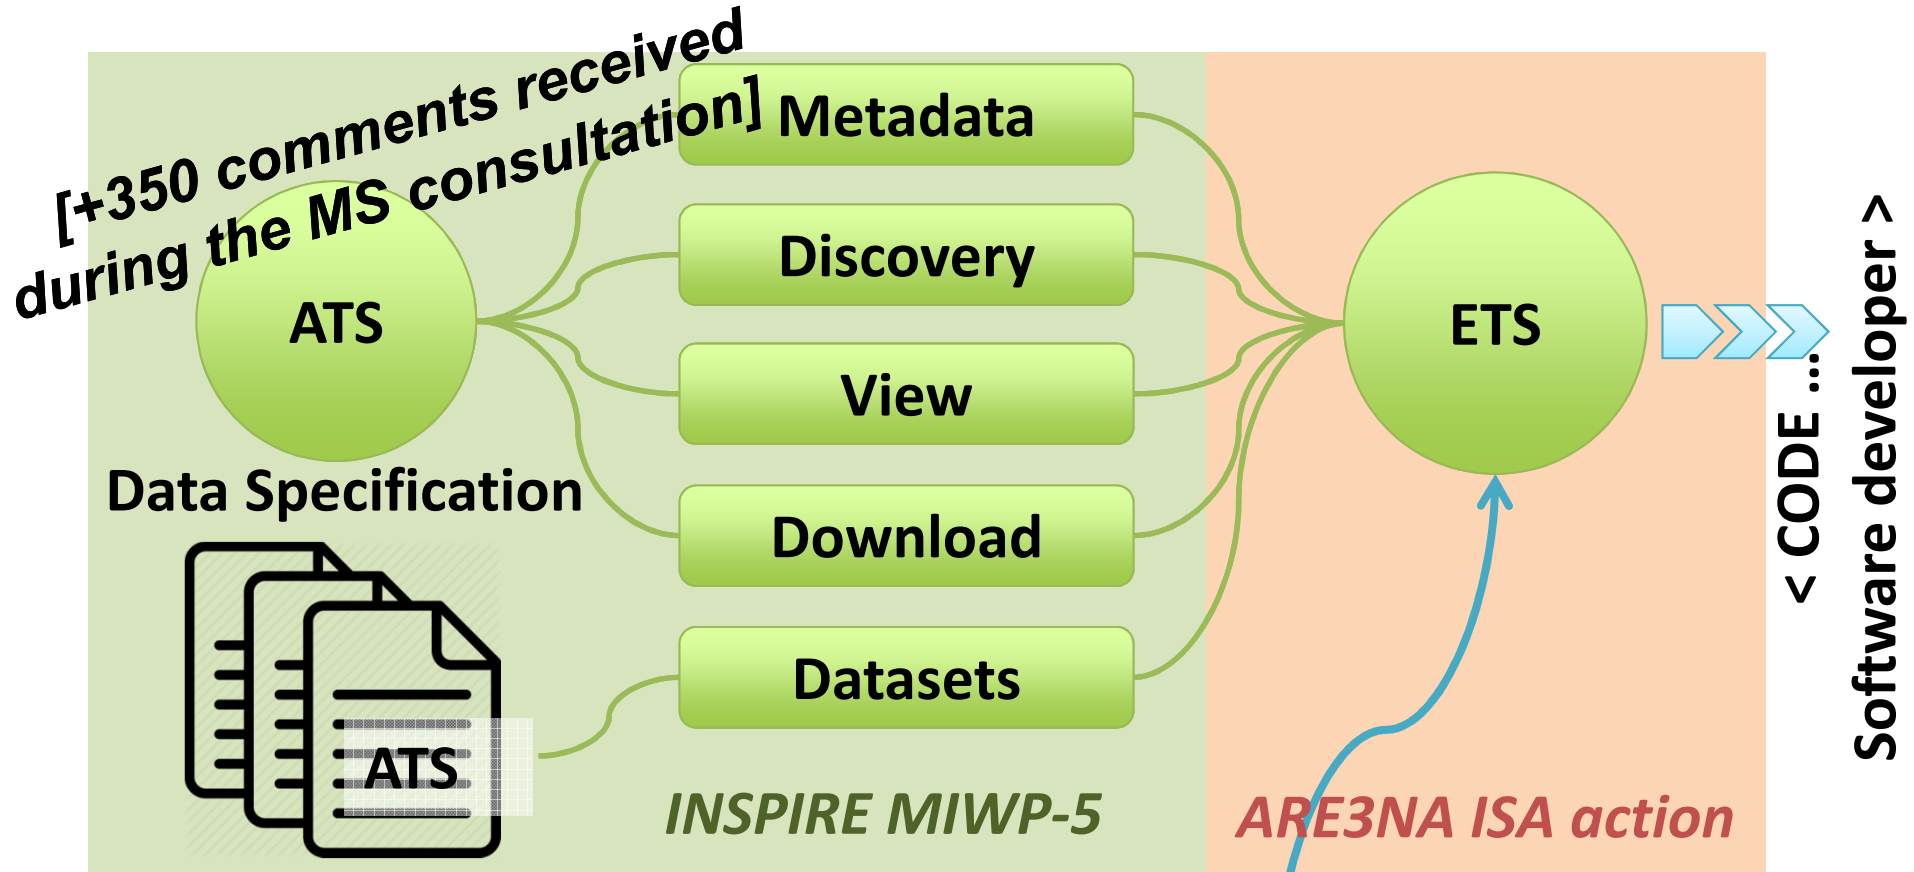 [+350 comments received
during the MS consultation]
ATS
Data Specification
ATS
Metadata
Discovery
View
Download
Datasets
INSPIRE MIWP-5
ETS
ARE3NA ISA action
< CODE ...
Software developer >